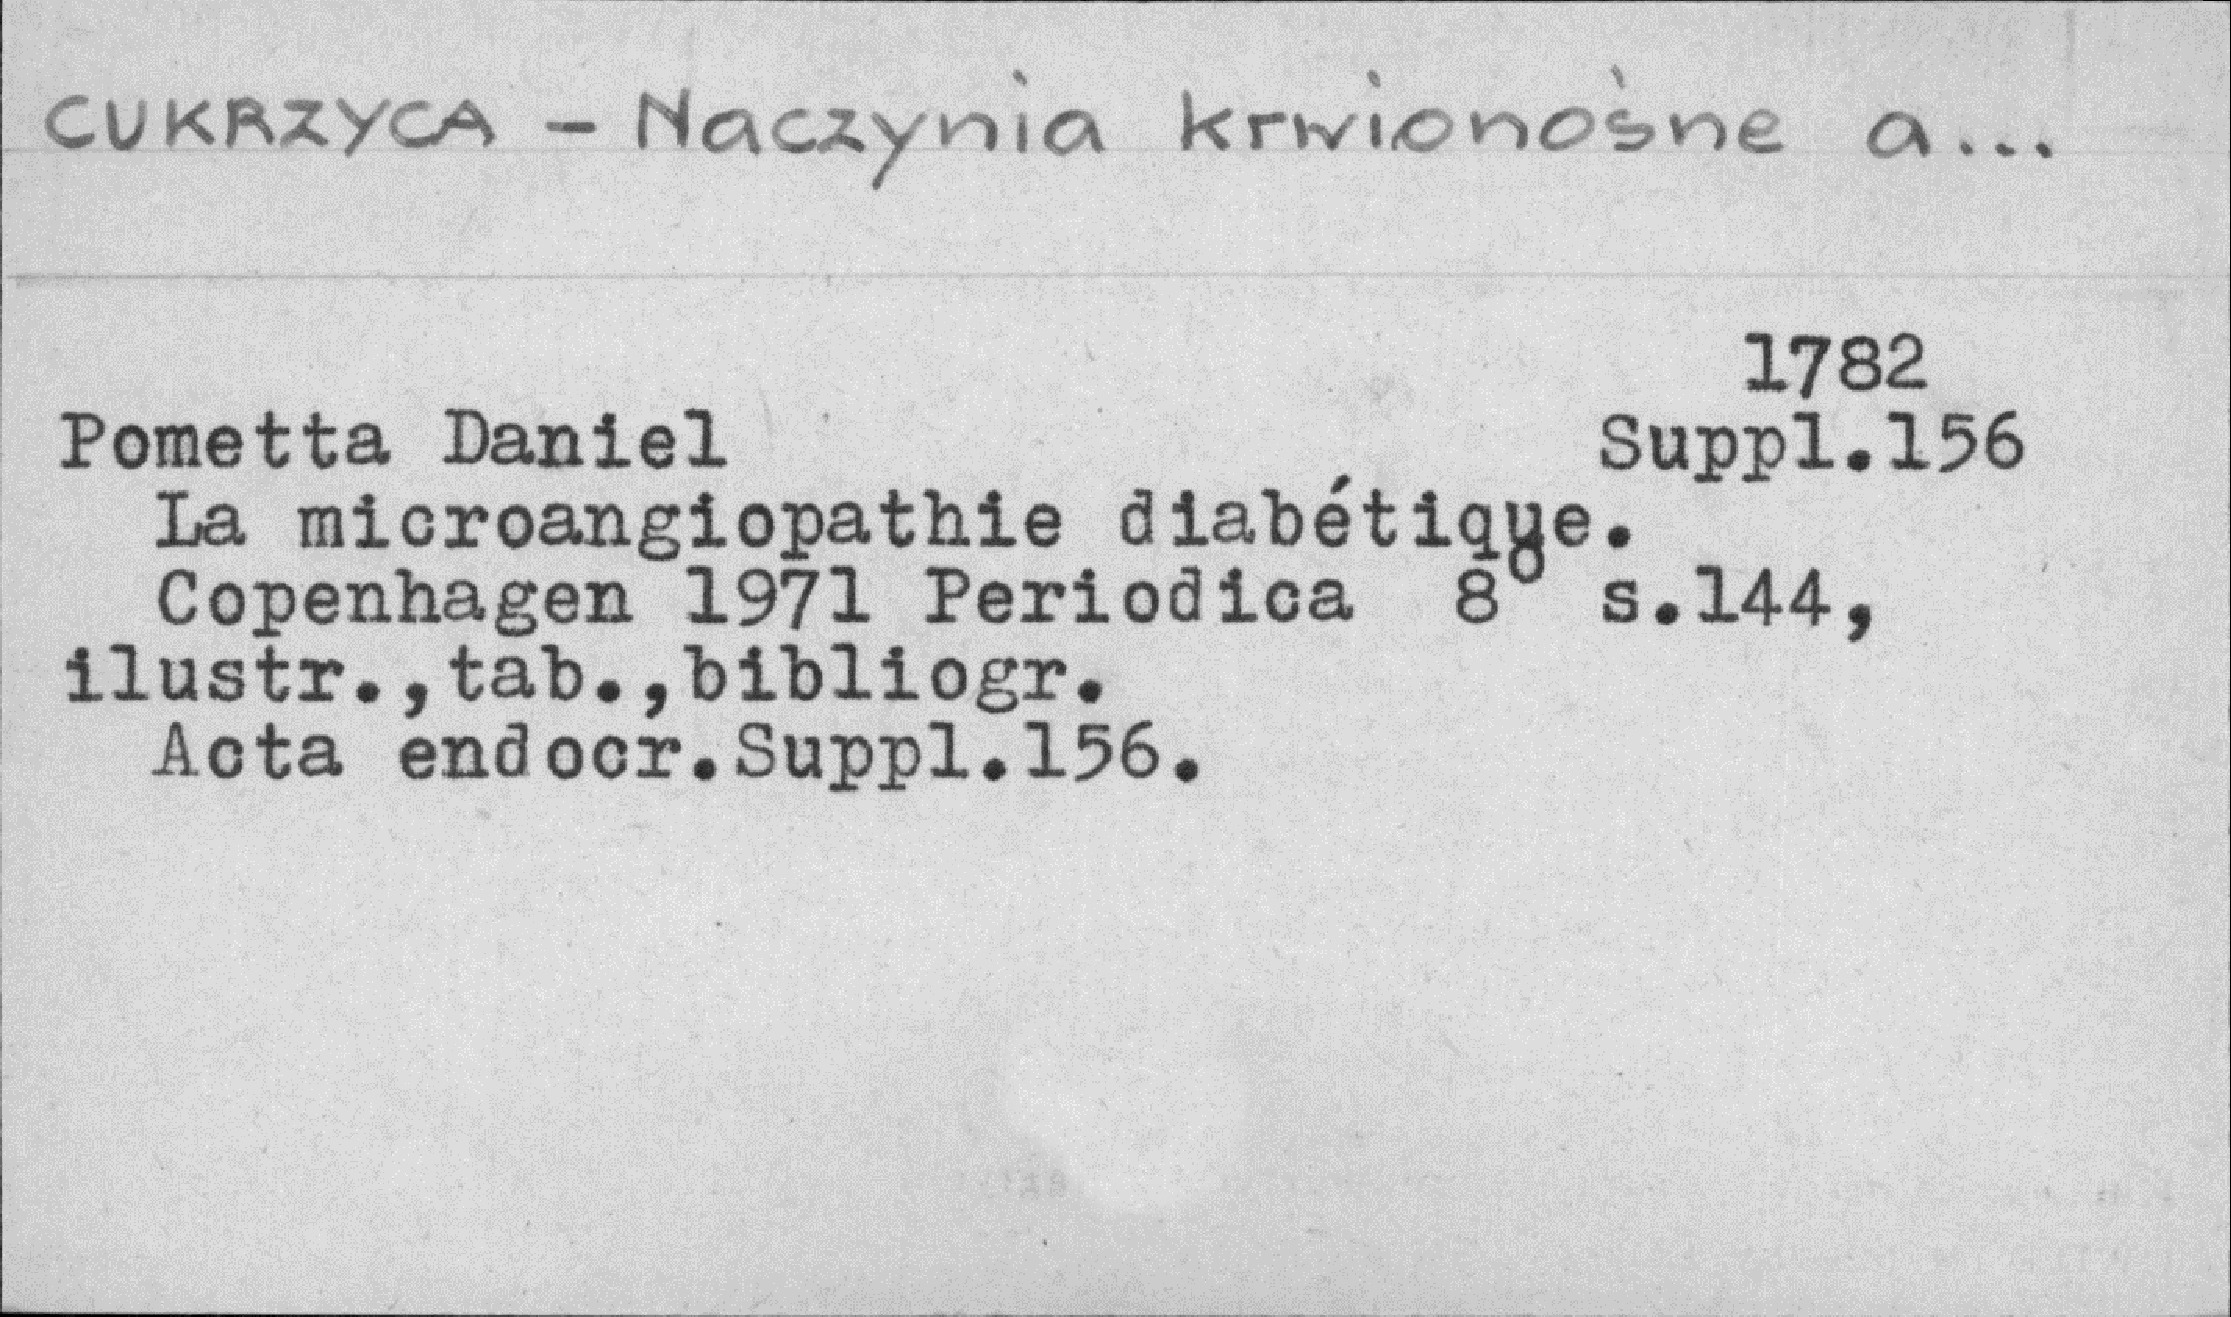 CUKRZYCA – Naczynia krwionośne a...
1782
Pometta Daniel Suppl.156
La microangiopathie diabétique.
Copenhagen 1971 Periodica 8° s.144,
ilustr.,tab.,bibliogr.
Acta endocr.Suppl.156.